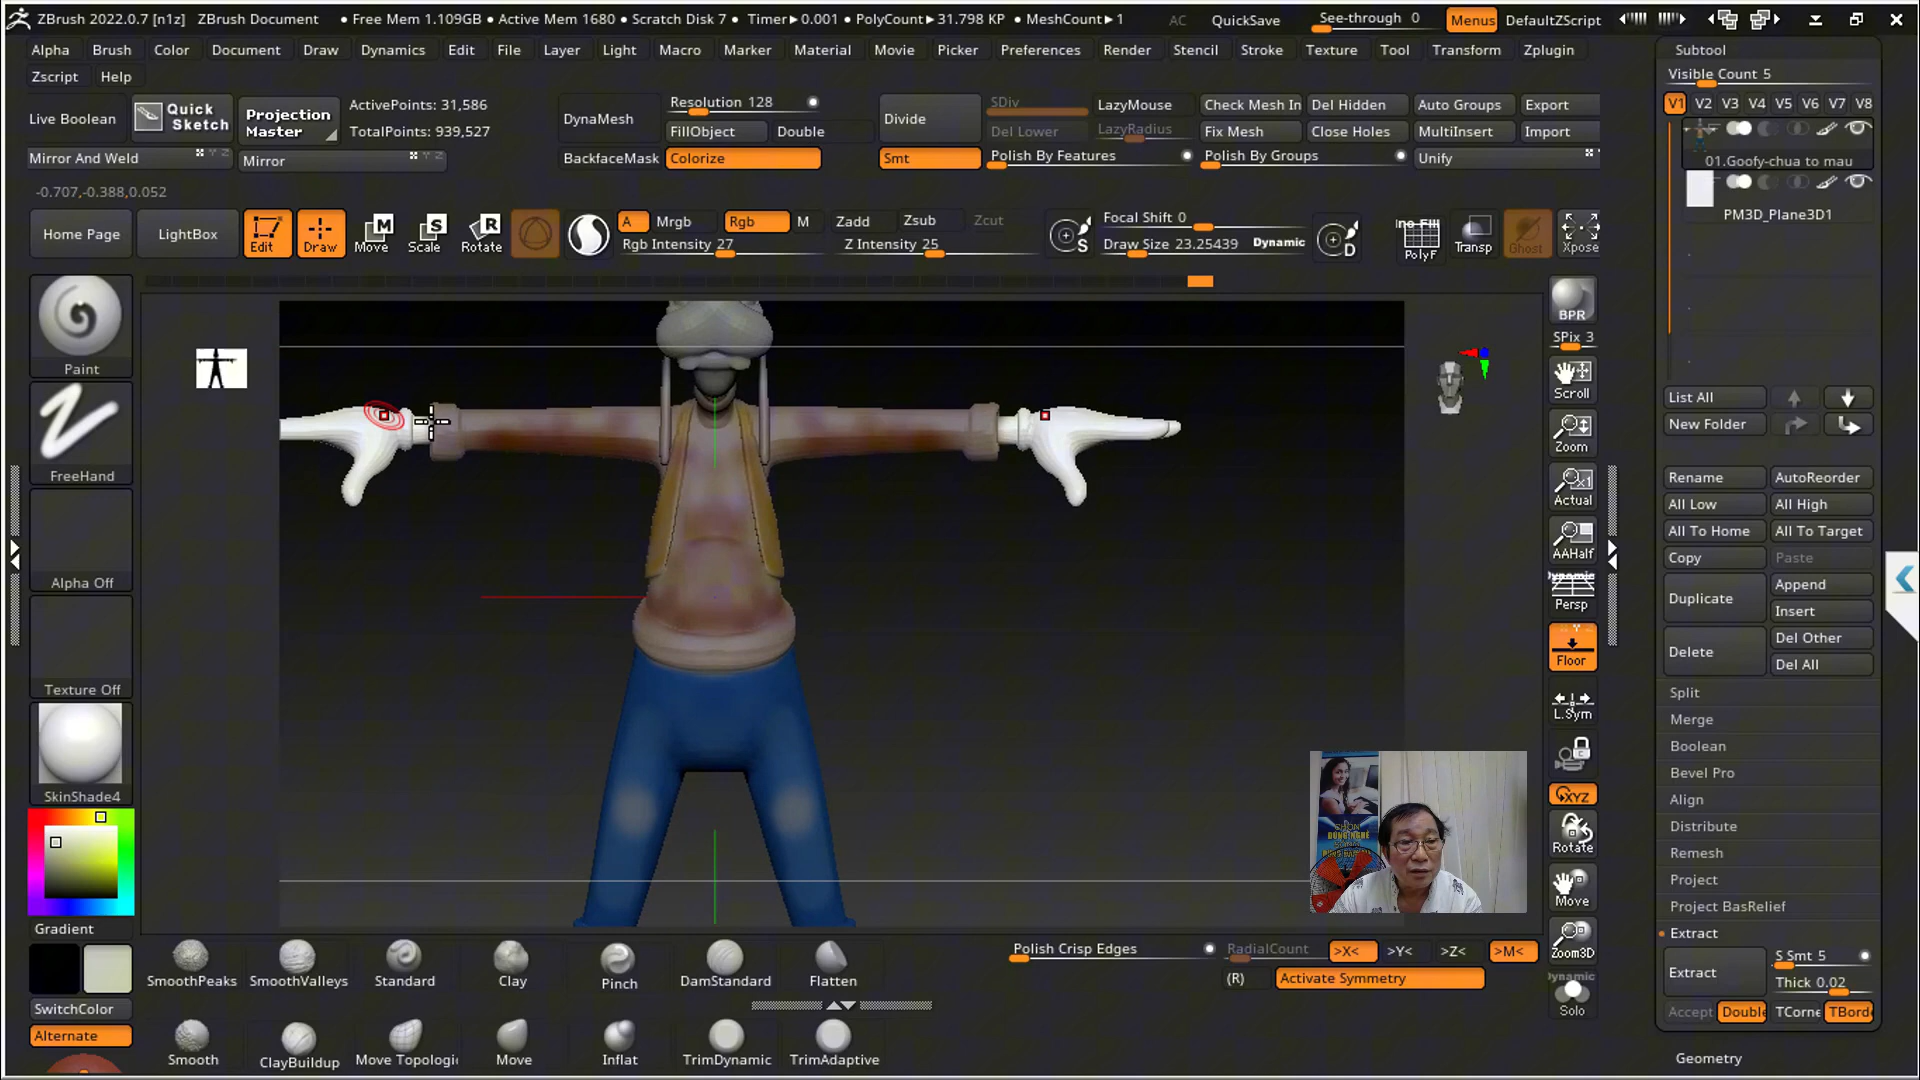 ZBrush 2022.0.7 [n1z] ZBrush Document • Free Mem 1.109GB • Active Mem 1680 • Scratch Disk 7 • Timer▸0.001 • PolyCount▸31.798 KP • MeshCount▸1 AC QuickSave See-through 0 Menus DefaultZScript
Alpha Brush Color Document Draw Dynamics Edit File Layer Light Macro Marker Material Movie Picker Preferences Render Stencil Stroke Texture Tool Transform Zplugin
Zscript Help
Subtool
Visible Count 5
V1 V2 V3 V4 V5 V6 V7 V8
01.Goofy-chua to mau
PM3D_Plane3D1
Live Boolean
Quick Sketch
Projection Master
ActivePoints: 31,586
TotalPoints: 939,527
DynaMesh
Resolution 128
FillObject Double
BackfaceMask Colorize
Divide
Smt
SDiv
Del Lower
LazyMouse
LazyRadius
Check Mesh In Del Hidden Auto Groups Export
Fix Mesh Close Holes MultiInsert Import
Polish By Features Polish By Groups Unify
Mirror And Weld Mirror
-0.707,-0.388,0.052
Home Page LightBox Edit Draw Move Scale Rotate
A Mrgb Rgb M Zadd Zsub Zcut
Rgb Intensity 27 Z Intensity 25
Focal Shift 0
Draw Size 23.25439 Dynamic
S D
PolyF Transp Ghost Xpose
Paint
FreeHand
Alpha Off
Texture Off
SkinShade4
Gradient
SwitchColor
Alternate
BPR
SPix 3
Scroll
Zoom
Actual
AAHalf
Dynamic
Persp
Floor
L.Sym
XYZ
Rotate
Move
Zoom3D
Dynamic
Solo
List All
New Folder
Rename AutoReorder
All Low All High
All To Home All To Target
Copy Paste
Duplicate Append
Insert
Delete Del Other
Del All
Split
Merge
Boolean
Bevel Pro
Align
Distribute
Remesh
Project
Project BasRelief
Extract
Extract S Smt 5
Thick 0.02
Accept Double TCorne TBord
Geometry
SmoothPeaks SmoothValleys Standard Clay Pinch DamStandard Flatten
Smooth ClayBuildup Move Topologi Move Inflat TrimDynamic TrimAdaptive
Polish Crisp Edges RadialCount >X< >Y< >Z< >M<
(R) Activate Symmetry